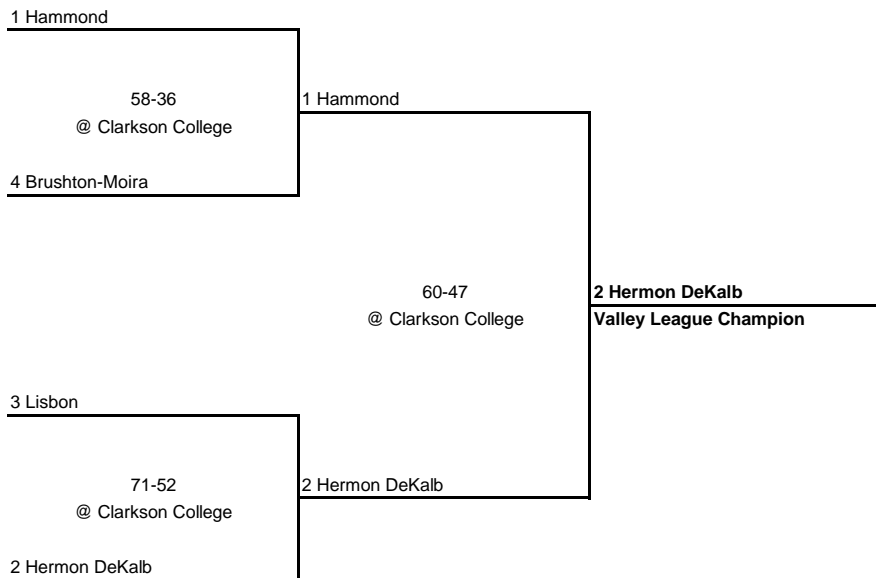 1 Hammond
58-36
@ Clarkson College
1 Hammond
4 Brushton-Moira
60-47
@ Clarkson College
2 Hermon DeKalb
Valley League Champion
3 Lisbon
71-52
@ Clarkson College
2 Hermon DeKalb
2 Hermon DeKalb